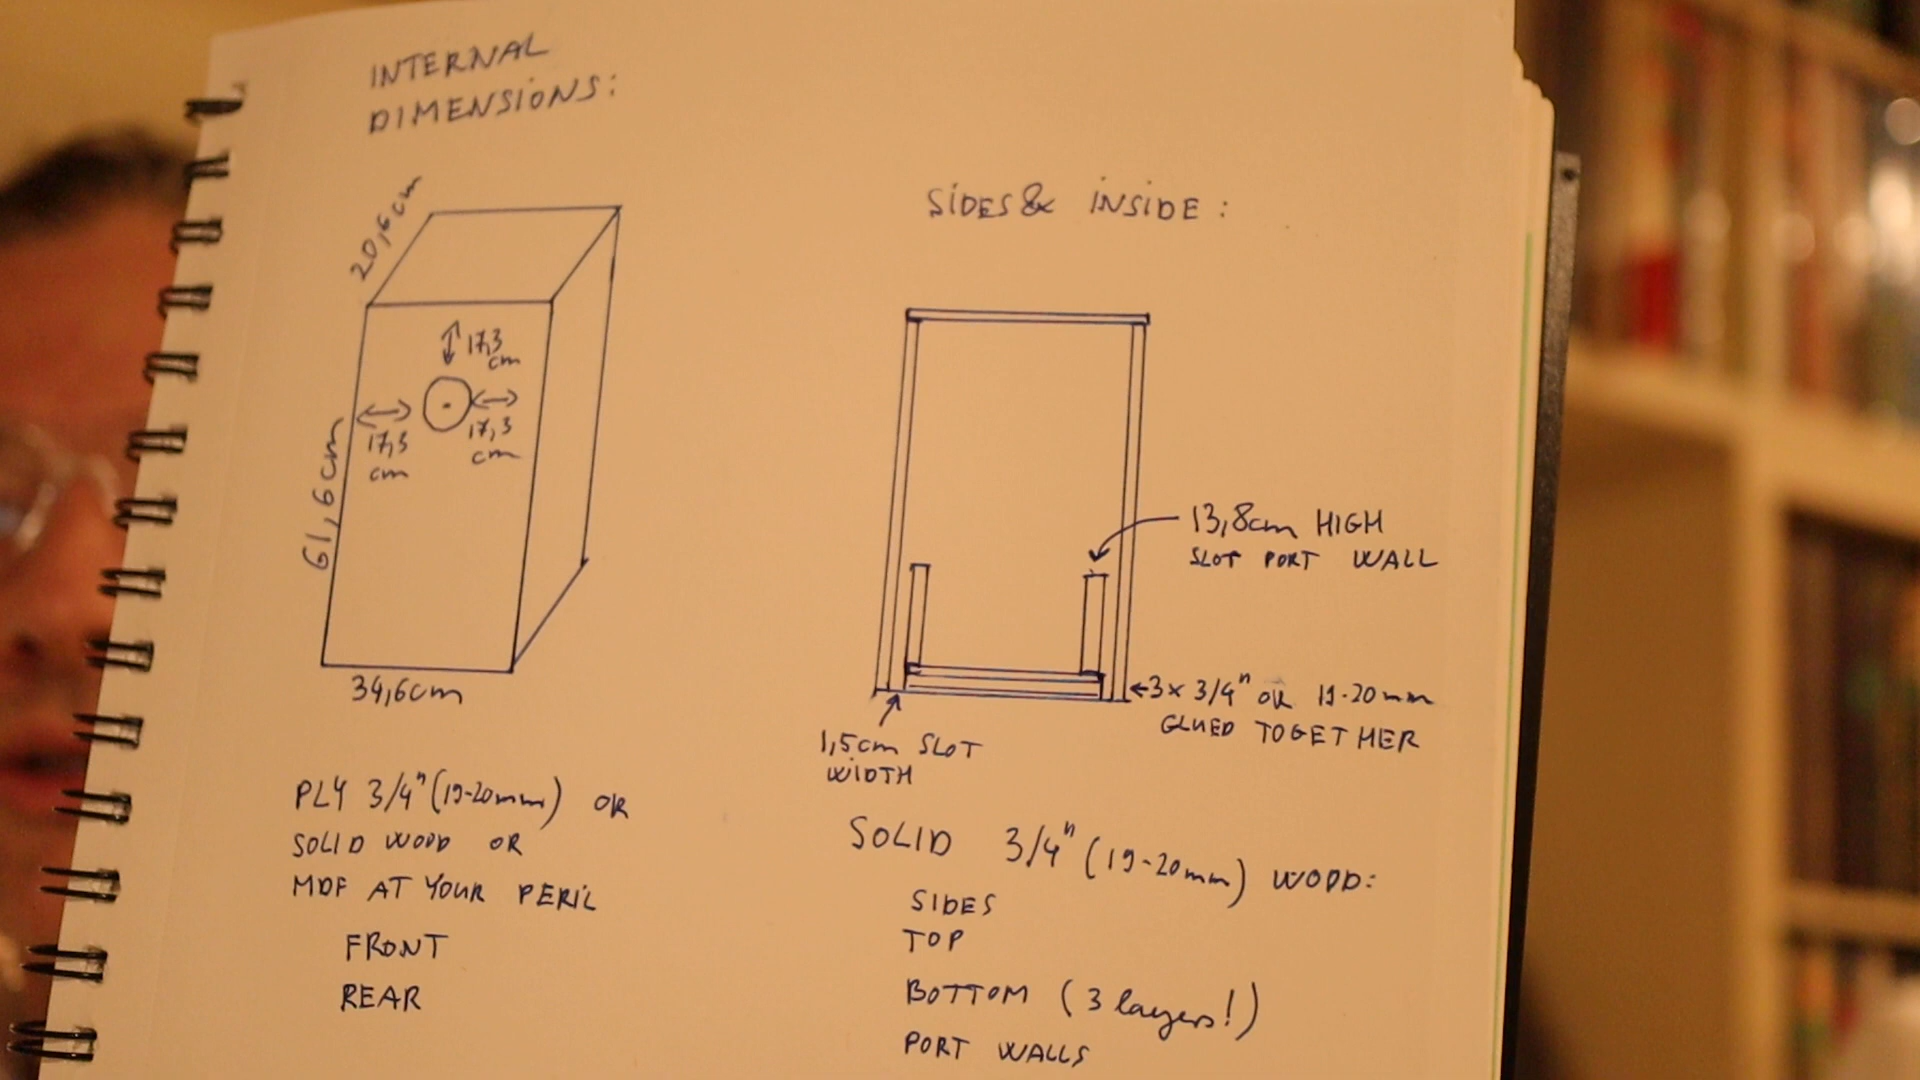 INTERNAL
DIMENSIONS:
20,6cm
17,3
cm
17,3
cm
17,3
cm
61,6cm
34,6cm
PLY 3/4" (19-20mm) OR
SOLID WOOD OR
MDF AT YOUR PERIL
FRONT
REAR
SIDES & INSIDE:
13,8cm HIGH
SLOT PORT WALL
←3x 3/4" OR 19-20mm
GLUED TOGETHER
1,5cm SLOT
WIDTH
SOLID 3/4" (19-20mm) WOOD:
SIDES
TOP
BOTTOM (3 layers!)
PORT WALLS